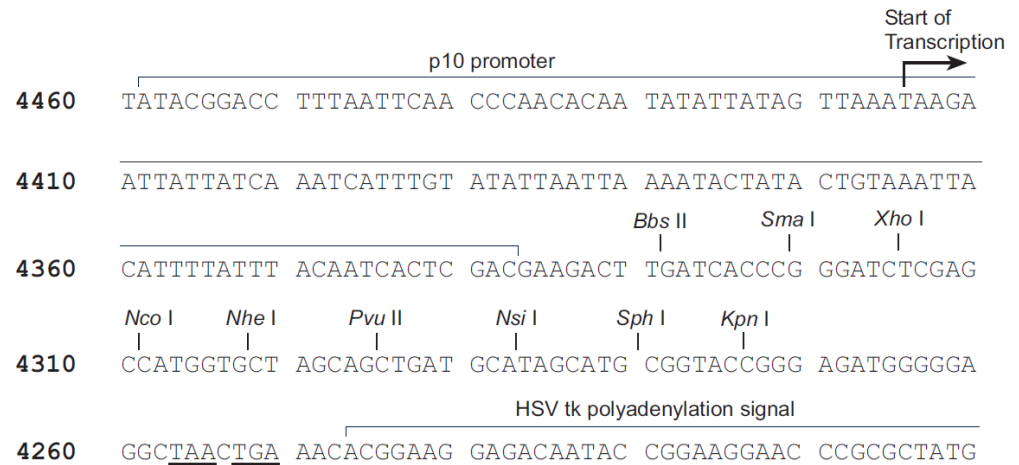 Start of
Transcription
p10 promoter
4460 TATACGGACC TTTAATTCAA CCCAACACAA TATATTATAG TTAAATAAGA
4410 ATTATTATCA AATCATTTGT ATATTAATTA AAATACTATA CTGTAAATTA
Bbs II Sma I Xho I
4360 CATTTTATTT ACAATCACTC GACGAAGACT TGATCACCCG GGATCTCGAG
Nco I Nhe I Pvu II Nsi I Sph I Kpn I
4310 CCATGGTGCT AGCAGCTGAT GCATAGCATG CGGTACCGGG AGATGGGGGA
HSV tk polyadenylation signal
4260 GGCTAACTGA AACACGGAAG GAGACAATAC CGGAAGGAAC CCGCGCTATG